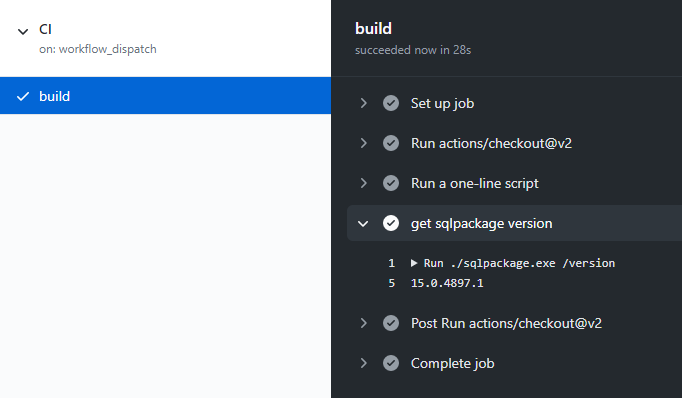 CI
on: workflow_dispatch
build
build
succeeded now in 28s
Set up job
Run actions/checkout@v2
Run a one-line script
get sqlpackage version
1 ▶ Run ./sqlpackage.exe /version
5 15.0.4897.1
Post Run actions/checkout@v2
Complete job